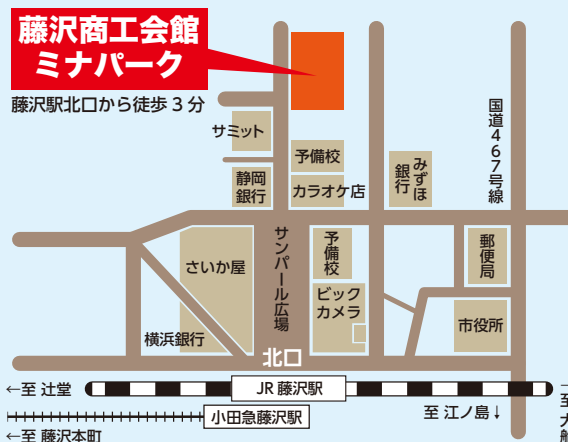 藤沢商工会館
ミナパーク
藤沢駅北口から徒歩3分
サミット
静岡
銀行
予備校
カラオケ店
みずほ
銀行
国道467号線
さいか屋
横浜銀行
サンパール広場
予備校
ビック
カメラ
郵便局
市役所
北口
←至 辻堂
JR 藤沢駅
小田急藤沢駅
至 江ノ島↓
←至 藤沢本町
→至 大船